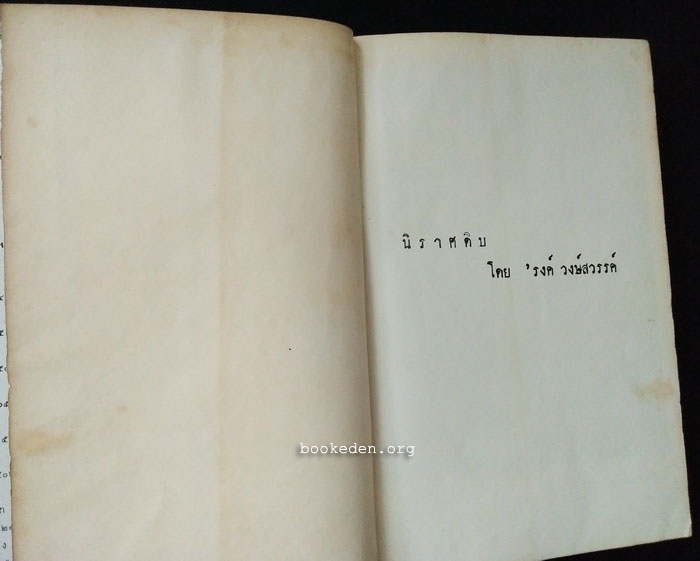 นิราศดิบ
โดย 'รงค์ วงษ์สวรรค์
bookeden.org